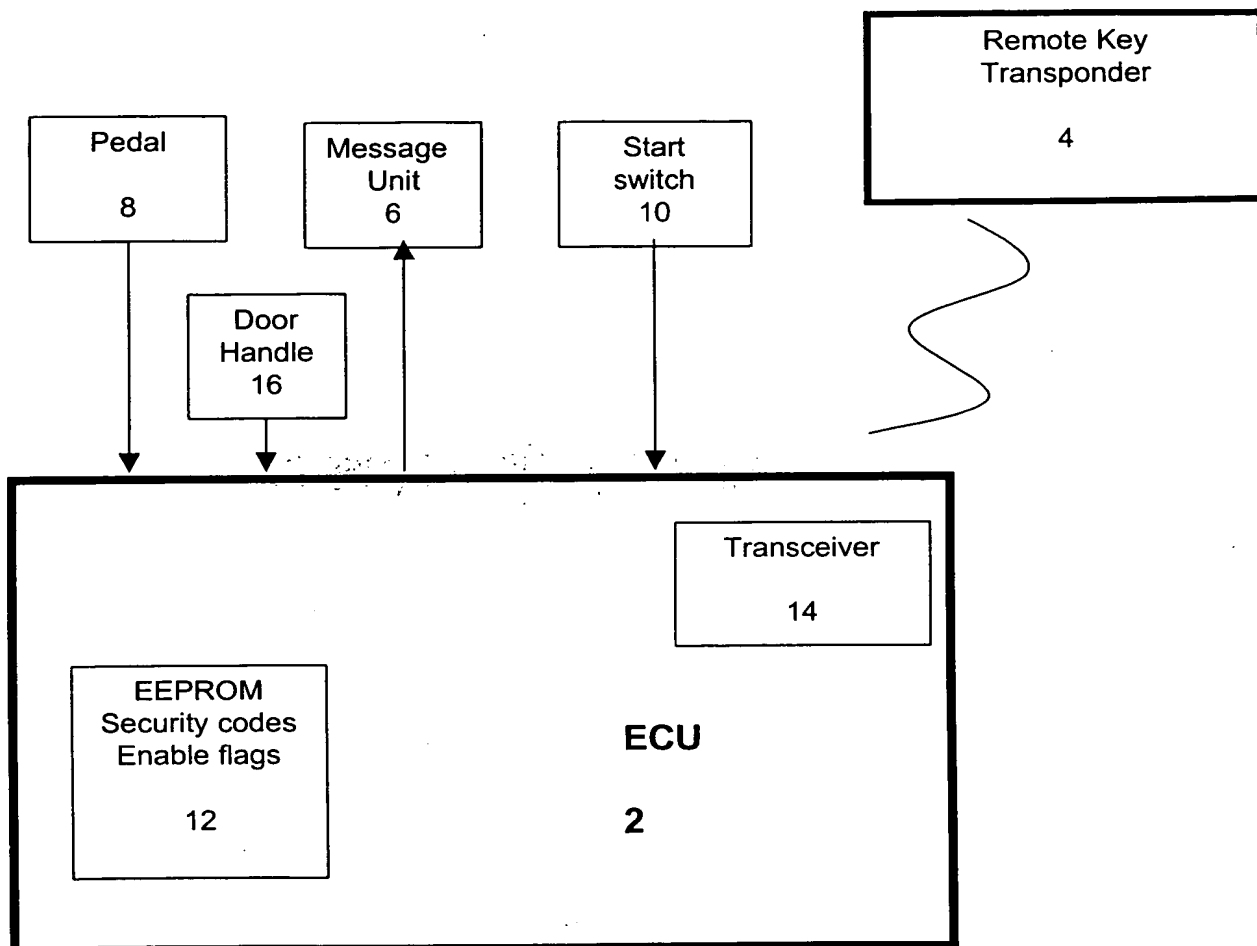 Remote Key
Transponder
4
Pedal
8
Message
Unit
6
Start
switch
10
Door
Handle
16
Transceiver
14
EEPROM
Security codes
Enable flags
12
ECU
2